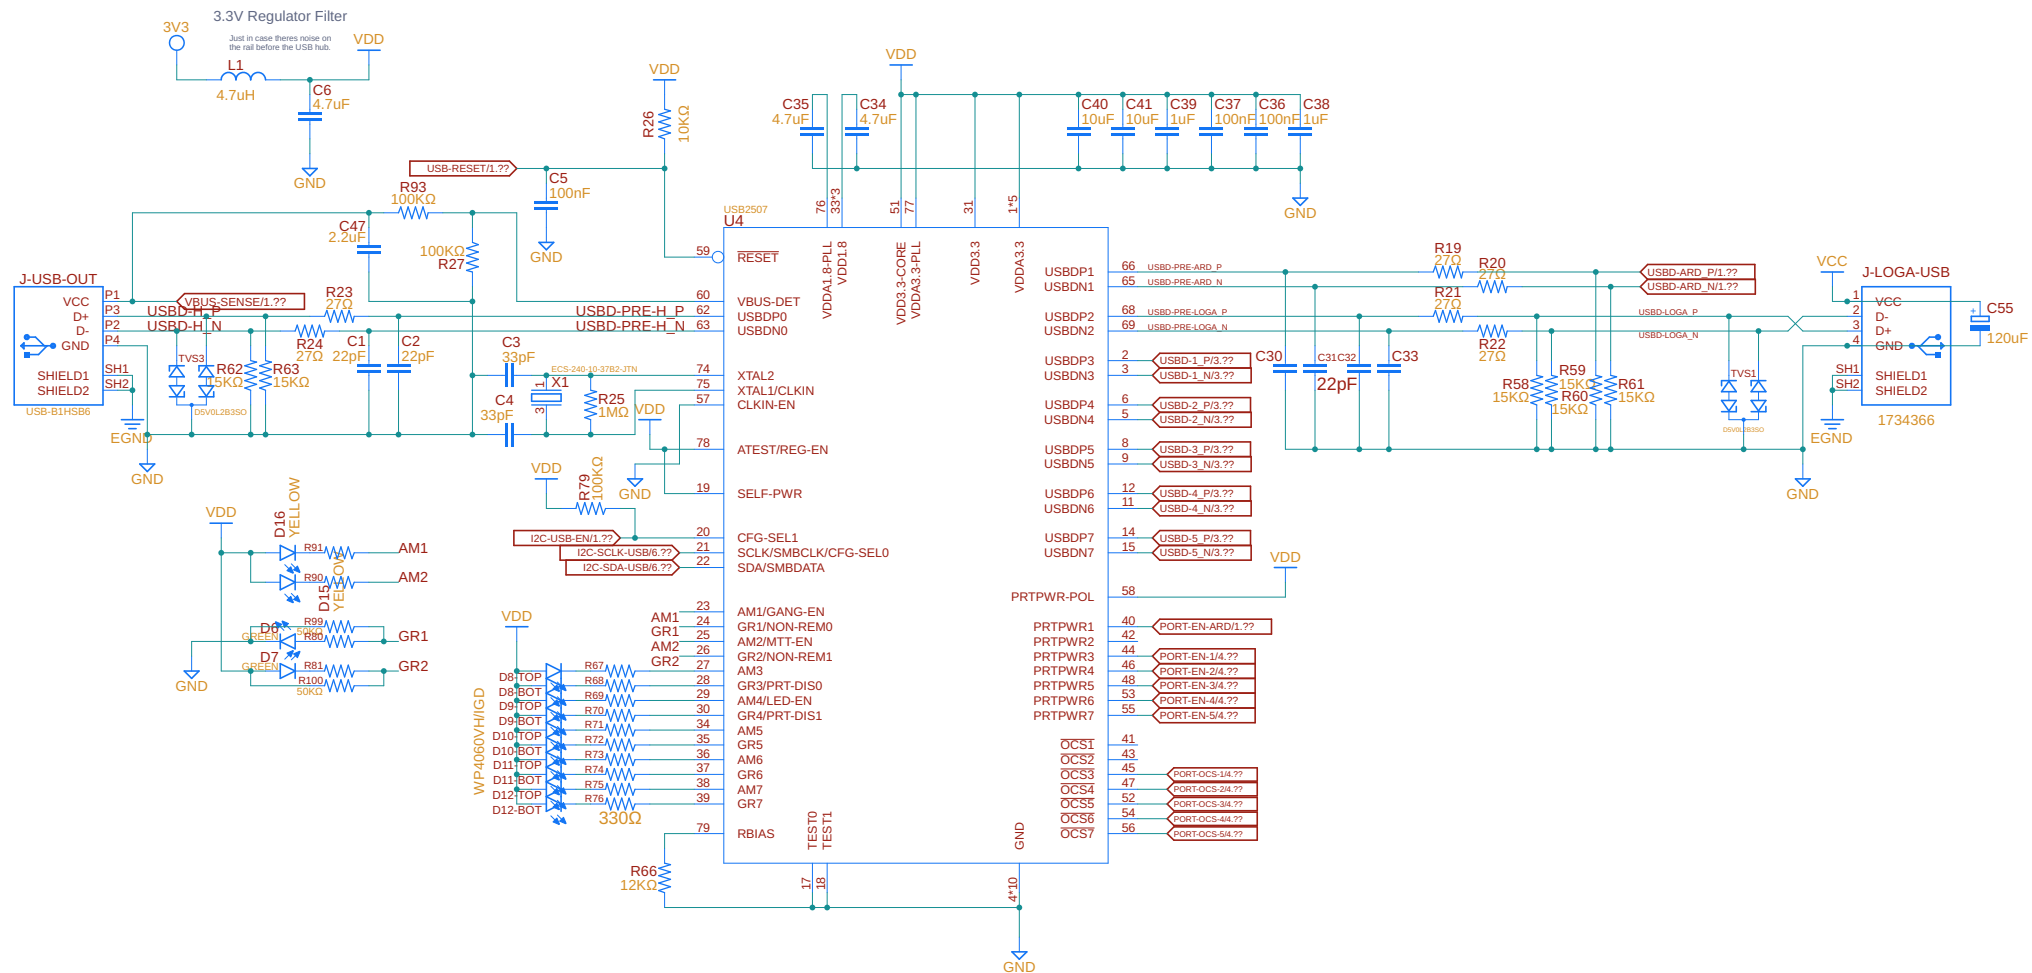 3.3V Regulator Filter
Just in case theres noise on
the rail before the USB hub.
3V3
VDD
L1
4.7uH
C6
4.7uF
GND
VDD
R26
10KΩ
USB-RESET/1.??
C5
100nF
GND
R93
100KΩ
C47
2.2uF
100KΩ
R27
J-USB-OUT
VCC
D+
D-
GND
SHIELD1
SHIELD2
P1
P3
P2
P4
SH1
SH2
USB-B1HSB6
EGND
GND
VBUS-SENSE/1.??
USBD-H_P
USBD-H_N
R23
27Ω
R24
27Ω
USBD-PRE-H_P
USBD-PRE-H_N
TVS3
D5V0L2B3SO
R62
15KΩ
R63
15KΩ
C1
22pF
C2
22pF
C3
33pF
C4
33pF
ECS-240-10-37B2-JTN
X1
1
3
R25
1MΩ
VDD
GND
VDD
R79
100KΩ
I2C-USB-EN/1.??
I2C-SCLK-USB/6.??
I2C-SDA-USB/6.??
VDD
D16
YELLOW
R91
AM1
R90
AM2
D15
YELLOW
D6
GREEN
R99
50KΩ
R80
GR1
D7
GREEN
R81
GR2
R100
50KΩ
GND
VDD
AM1
GR1
AM2
GR2
WP4060VH/IGD
D8-TOP
D8-BOT
D9-TOP
D9-BOT
D10-TOP
D10-BOT
D11-TOP
D11-BOT
D12-TOP
D12-BOT
R67
R68
R69
R70
R71
R72
R73
R74
R75
R76
330Ω
R66
12KΩ
USB2507
U4
59 RESET
60 VBUS-DET
62 USBDP0
63 USBDN0
74 XTAL2
75 XTAL1/CLKIN
57 CLKIN-EN
78 ATEST/REG-EN
19 SELF-PWR
20 CFG-SEL1
21 SCLK/SMBCLK/CFG-SEL0
22 SDA/SMBDATA
23 AM1/GANG-EN
24 GR1/NON-REM0
25 AM2/MTT-EN
26 GR2/NON-REM1
27 AM3
28 GR3/PRT-DIS0
29 AM4/LED-EN
30 GR4/PRT-DIS1
34 AM5
35 GR5
36 AM6
37 GR6
38 AM7
39 GR7
79 RBIAS
17 TEST0
18 TEST1
4*10 GND
GND
76 VDDA1.8-PLL
33*3 VDD1.8
51 VDD3.3-CORE
77 VDDA3.3-PLL
31 VDD3.3
1*5 VDDA3.3
C35
4.7uF
C34
4.7uF
VDD
C40
10uF
C41
10uF
C39
1uF
C37
100nF
C36
100nF
C38
1uF
GND
USBDP1 66 USBD-PRE-ARD_P
USBDN1 65 USBD-PRE-ARD_N
USBDP2 68 USBD-PRE-LOGA_P
USBDN2 69 USBD-PRE-LOGA_N
USBDP3 2 USBD-1_P/3.??
USBDN3 3 USBD-1_N/3.??
USBDP4 6 USBD-2_P/3.??
USBDN4 5 USBD-2_N/3.??
USBDP5 8 USBD-3_P/3.??
USBDN5 9 USBD-3_N/3.??
USBDP6 12 USBD-4_P/3.??
USBDN6 11 USBD-4_N/3.??
USBDP7 14 USBD-5_P/3.??
USBDN7 15 USBD-5_N/3.??
VDD
PRTPWR-POL 58
PRTPWR1 40 PORT-EN-ARD/1.??
PRTPWR2 42
PRTPWR3 44 PORT-EN-1/4.??
PRTPWR4 46 PORT-EN-2/4.??
PRTPWR5 48 PORT-EN-3/4.??
PRTPWR6 53 PORT-EN-4/4.??
PRTPWR7 55 PORT-EN-5/4.??
OCS1 41
OCS2 43
OCS3 45 PORT-OCS-1/4.??
OCS4 47 PORT-OCS-2/4.??
OCS5 52 PORT-OCS-3/4.??
OCS6 54 PORT-OCS-4/4.??
OCS7 56 PORT-OCS-5/4.??
R19
27Ω
R20
27Ω
R21
27Ω
R22
27Ω
C30
C31
C32
C33
22pF
USBD-ARD_P/1.??
USBD-ARD_N/1.??
USBD-LOGA_P
USBD-LOGA_N
R58
15KΩ
R59
15KΩ
R60
15KΩ
R61
15KΩ
TVS1
D5V0L2B3SO
VCC
J-LOGA-USB
1 VCC
2 D-
3 D+
4 GND
SH1 SHIELD1
SH2 SHIELD2
1734366
EGND
GND
+
C55
120uF